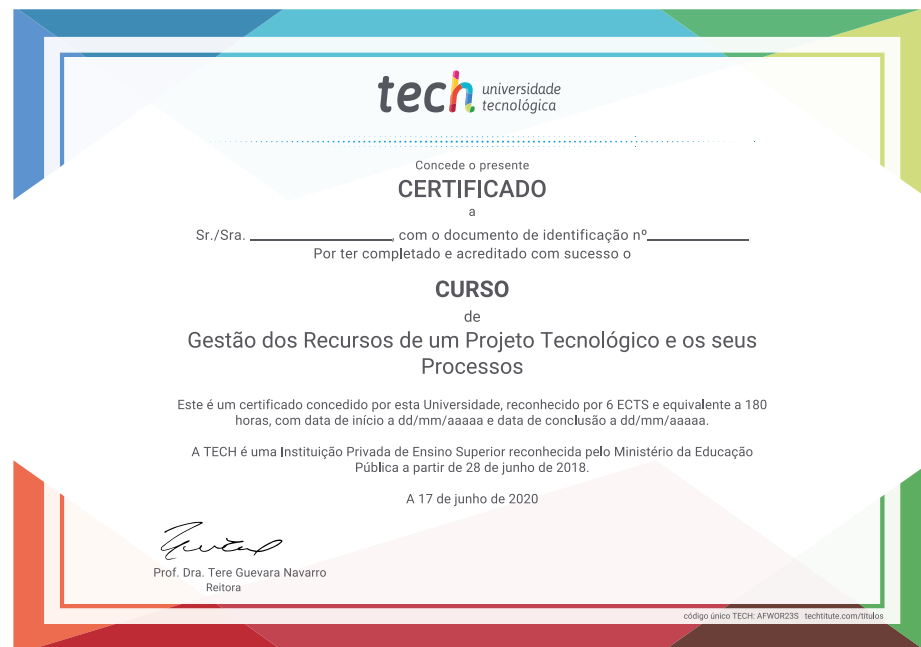 tech universidade
tecnológica
Concede o presente
CERTIFICADO
a
Sr./Sra. ______________, com o documento de identificação nº__________
Por ter completado e acreditado com sucesso o
CURSO
de
Gestão dos Recursos de um Projeto Tecnológico e os seus
Processos
Este é um certificado concedido por esta Universidade, reconhecido por 6 ECTS e equivalente a 180
horas, com data de início a dd/mm/aaaaa e data de conclusão a dd/mm/aaaaa.
A TECH é uma Instituição Privada de Ensino Superior reconhecida pelo Ministério da Educação
Pública a partir de 28 de junho de 2018.
A 17 de junho de 2020
Prof. Dra. Tere Guevara Navarro
Reitora
código único TECH: AFWOR23S techtitute.com/titulos